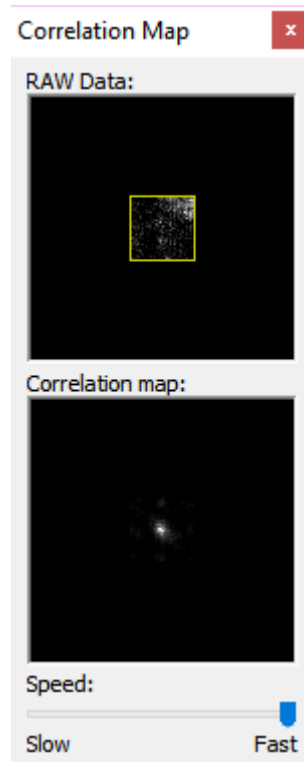 Correlation Map
x
RAW Data:
Correlation map:
Speed:
Slow Fast